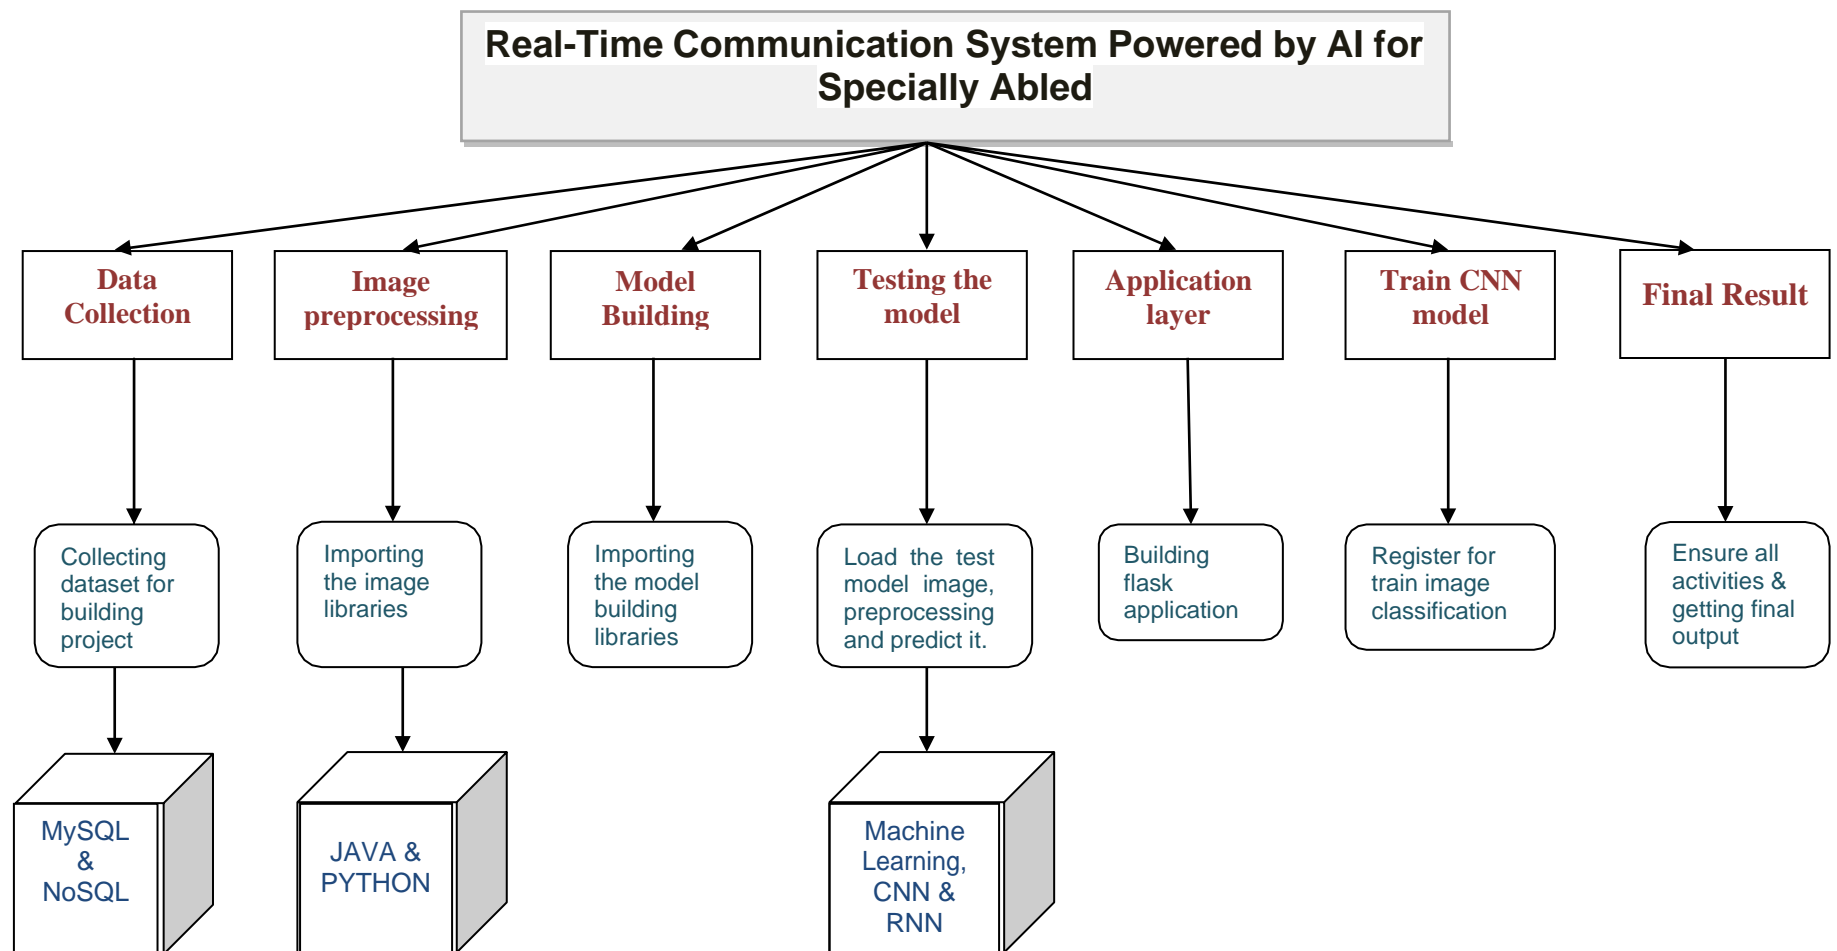 Real-Time Communication System Powered by AI for
Specially Abled
Data
Collection
Image
preprocessing
Model
Building
Testing the
model
Application
layer
Train CNN
model
Final Result
Collecting
dataset for
building
project
Importing
the image
libraries
Importing
the model
building
libraries
Load the test
model image,
preprocessing
and predict it.
Building
flask
application
Register for
train image
classification
Ensure all
activities &
getting final
output
MySQL
&
NoSQL
JAVA &
PYTHON
Machine
Learning,
CNN &
RNN